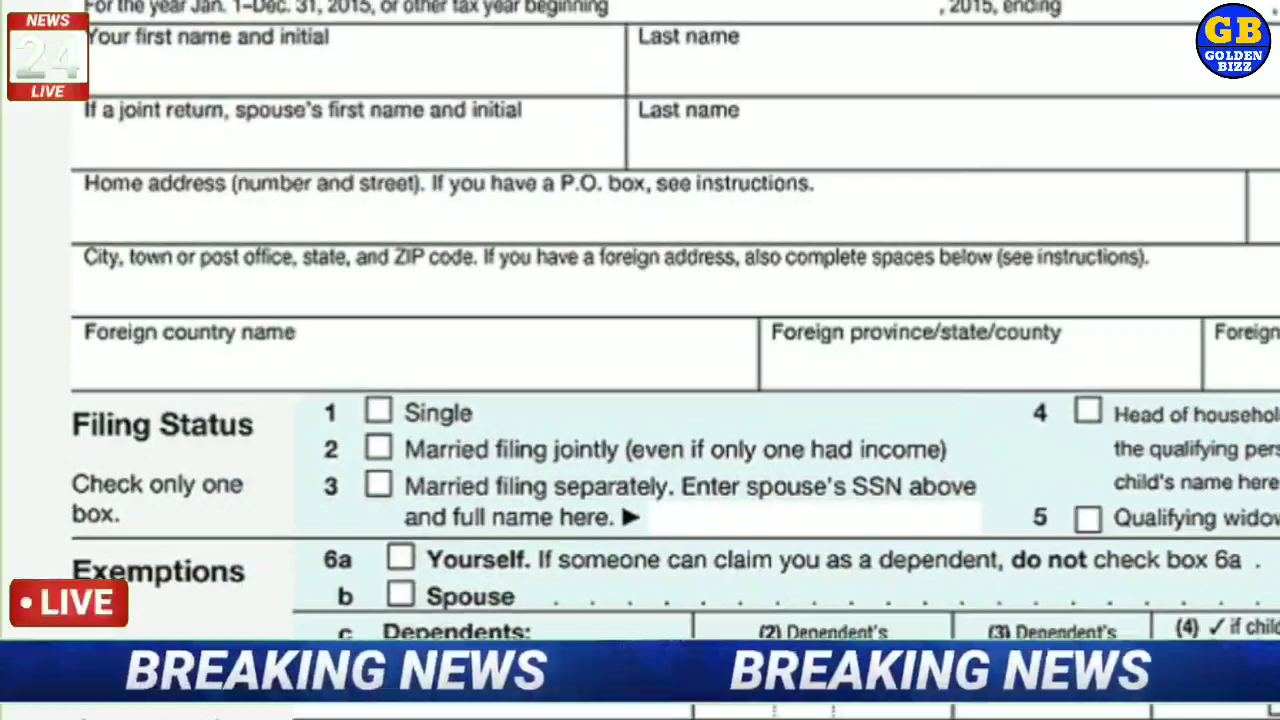 For the year Jan. 1–Dec. 31, 2015, or other tax year beginning , 2015, ending
NEWS
24
LIVE
GB
GOLDEN
BIZZ
Your first name and initial Last name
If a joint return, spouse's first name and initial Last name
Home address (number and street). If you have a P.O. box, see instructions.
City, town or post office, state, and ZIP code. If you have a foreign address, also complete spaces below (see instructions).
Foreign country name Foreign province/state/county Foreign
Filing Status
Check only one
box.
1 Single
2 Married filing jointly (even if only one had income)
3 Married filing separately. Enter spouse's SSN above
and full name here. ▶
4 Head of househol
the qualifying pers
child's name here
5 Qualifying widow
Exemptions
6a Yourself. If someone can claim you as a dependent, do not check box 6a .
b Spouse . . . . . . . . . . . . . . . . . . . .
c Dependents: (2) Dependent's (3) Dependent's (4) ✓ if child
• LIVE
BREAKING NEWS BREAKING NEWS